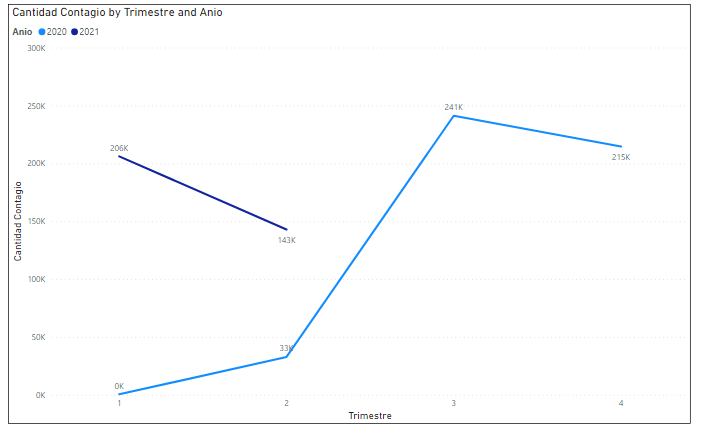 Cantidad Contagio by Trimestre and Anio
Anio 2020 2021
300K
250K
200K
150K
100K
50K
0K
Cantidad Contagio
206K
143K
0K
33K
241K
215K
1 2 3 4
Trimestre